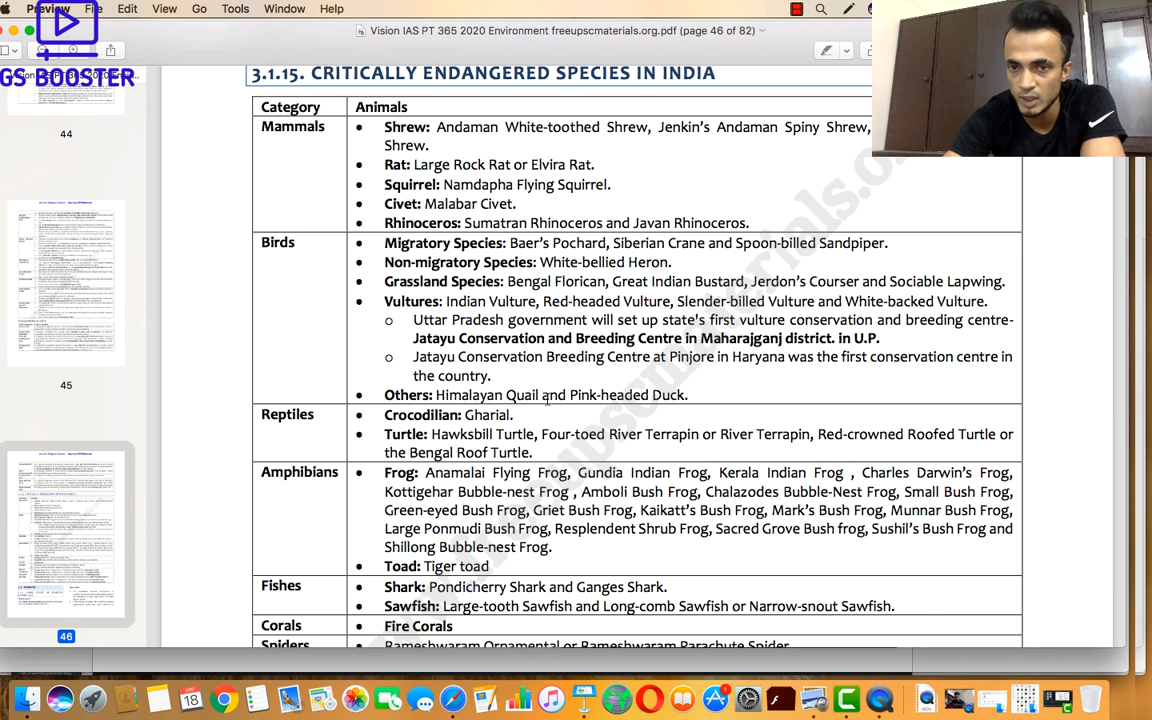 Preview File Edit View Go Tools Window Help
Vision IAS PT 365 2020 Environment freeupscmaterials.org.pdf (page 46 of 82)
GS BOOSTER
44
45
46
3.1.15. CRITICALLY ENDANGERED SPECIES IN INDIA
Category Animals
Mammals • Shrew: Andaman White-toothed Shrew, Jenkin's Andaman Spiny Shrew,
Shrew.
• Rat: Large Rock Rat or Elvira Rat.
• Squirrel: Namdapha Flying Squirrel.
• Civet: Malabar Civet.
• Rhinoceros: Sumatran Rhinoceros and Javan Rhinoceros.
Birds • Migratory Species: Baer's Pochard, Siberian Crane and Spoon-billed Sandpiper.
• Non-migratory Species: White-bellied Heron.
• Grassland Species: Bengal Florican, Great Indian Bustard, Jerdon's Courser and Sociable Lapwing.
• Vultures: Indian Vulture, Red-headed Vulture, Slender-billed Vulture and White-backed Vulture.
o Uttar Pradesh government will set up state's first vulture conservation and breeding centre-
Jatayu Conservation and Breeding Centre in Maharajganj district. in U.P.
o Jatayu Conservation Breeding Centre at Pinjore in Haryana was the first conservation centre in
the country.
• Others: Himalayan Quail and Pink-headed Duck.
Reptiles • Crocodilian: Gharial.
• Turtle: Hawksbill Turtle, Four-toed River Terrapin or River Terrapin, Red-crowned Roofed Turtle or
the Bengal Roof Turtle.
Amphibians • Frog: Anamalai Flying Frog, Gundia Indian Frog, Kerala Indian Frog , Charles Darwin's Frog,
Kottigehar Bubble-nest Frog , Amboli Bush Frog, Chalazodes Bubble-Nest Frog, Small Bush Frog,
Green-eyed Bush Frog, Griet Bush Frog, Kaikatt's Bush Frog, Mark's Bush Frog, Munnar Bush Frog,
Large Ponmudi Bush Frog, Resplendent Shrub Frog, Sacred Grove Bush frog, Sushil's Bush Frog and
Shillong Bubble-nest Frog.
• Toad: Tiger toad
Fishes • Shark: Pondicherry Shark and Ganges Shark.
• Sawfish: Large-tooth Sawfish and Long-comb Sawfish or Narrow-snout Sawfish.
Corals • Fire Corals
Spiders • Rameshwaram Ornamental or Rameshwaram Parachute Spider
APR
18